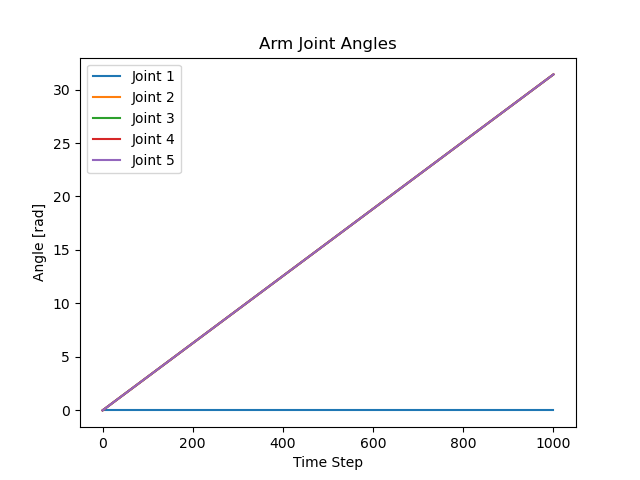 Arm Joint Angles
Joint 1
Joint 2
Joint 3
Joint 4
Joint 5
Angle [rad]
30
25
20
15
10
5
0
0 200 400 600 800 1000
Time Step